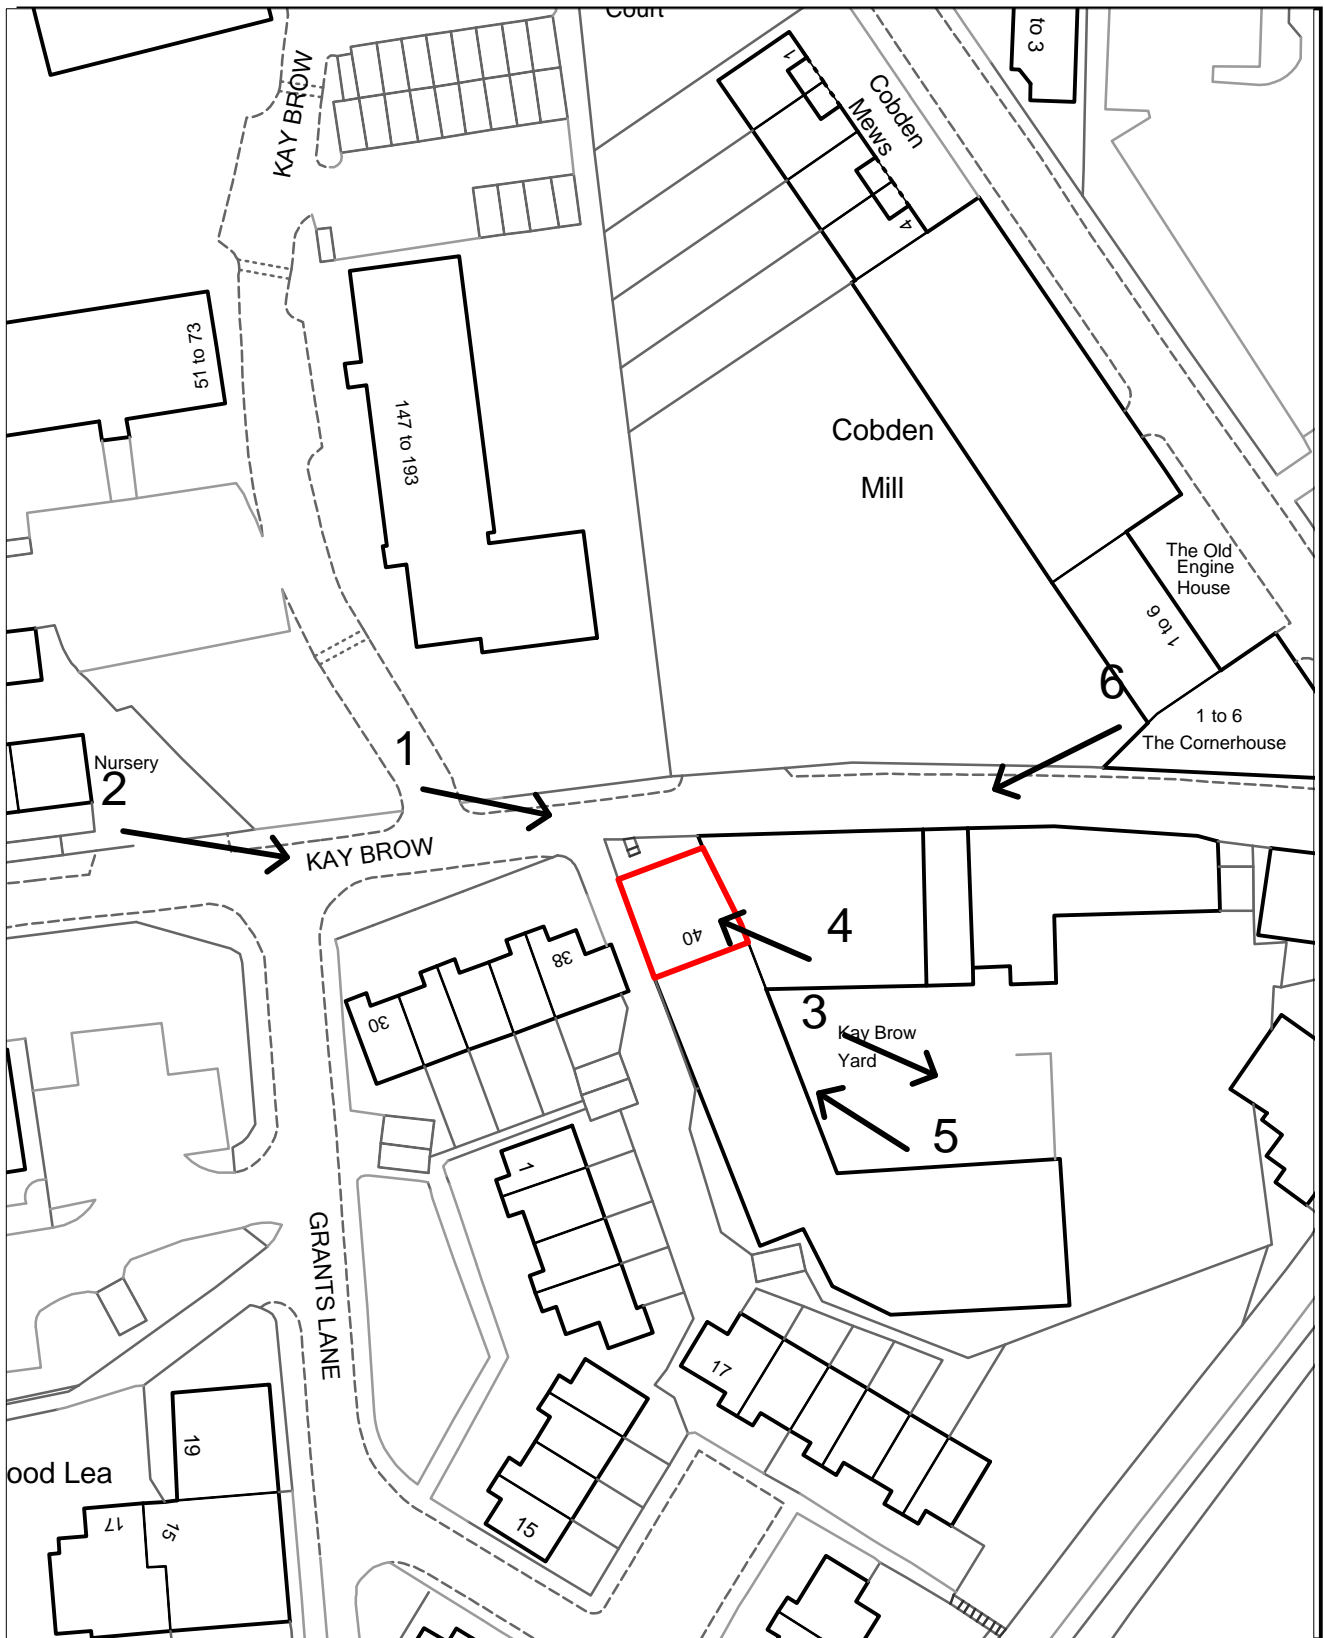 Court
to 3
KAY BROW
1
Cobden
Mews
4
51 to 73
147 to 193
Cobden
Mill
The Old
Engine
House
1 to 6
6
1 to 6
The Cornerhouse
1
Nursery
2
KAY BROW
40
4
38
30
3
Kay Brow
Yard
5
1
GRANTS LANE
17
19
ood Lea
17
15
15